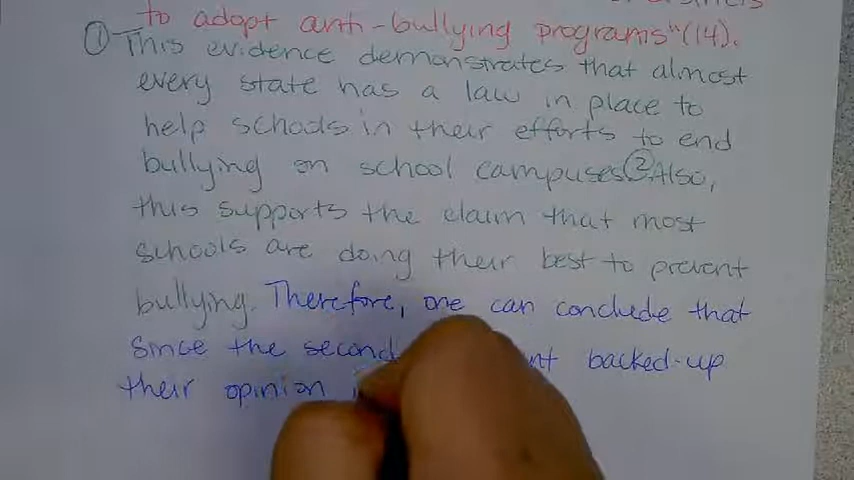 to adopt anti-bullying programs"(14).
① This evidence demonstrates that almost
every state has a law in place to
help schools in their efforts to end
bullying on school campuses. ② Also,
this supports the claim that most
schools are doing their best to prevent
bullying. Therefore, one can conclude that
since the second backed-up
their opinion